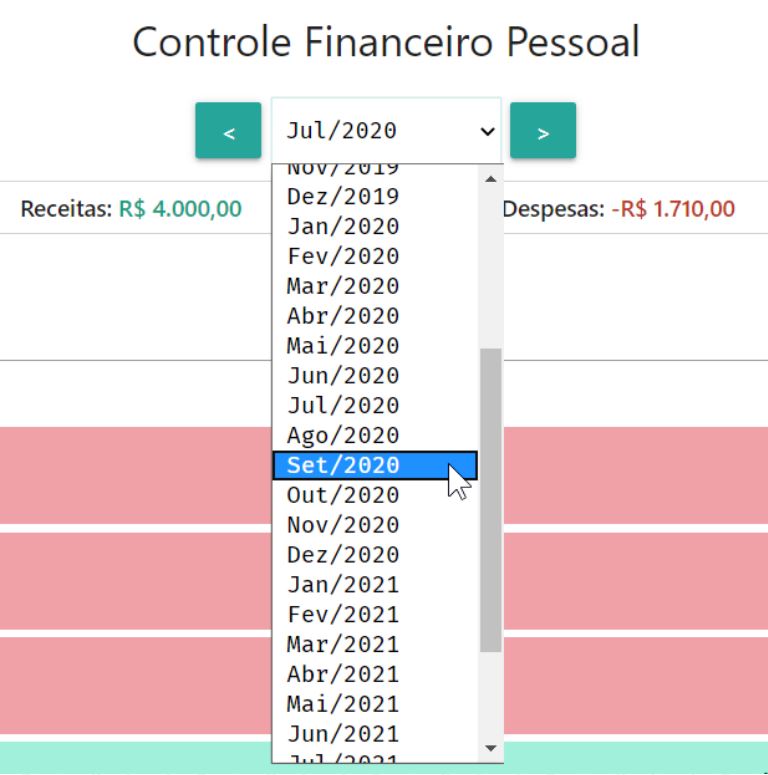 Controle Financeiro Pessoal
< Jul/2020 >
Receitas: R$ 4.000,00 Despesas: -R$ 1.710,00
Nov/2019
Dez/2019
Jan/2020
Fev/2020
Mar/2020
Abr/2020
Mai/2020
Jun/2020
Jul/2020
Ago/2020
Set/2020
Out/2020
Nov/2020
Dez/2020
Jan/2021
Fev/2021
Mar/2021
Abr/2021
Mai/2021
Jun/2021
Jul/2021